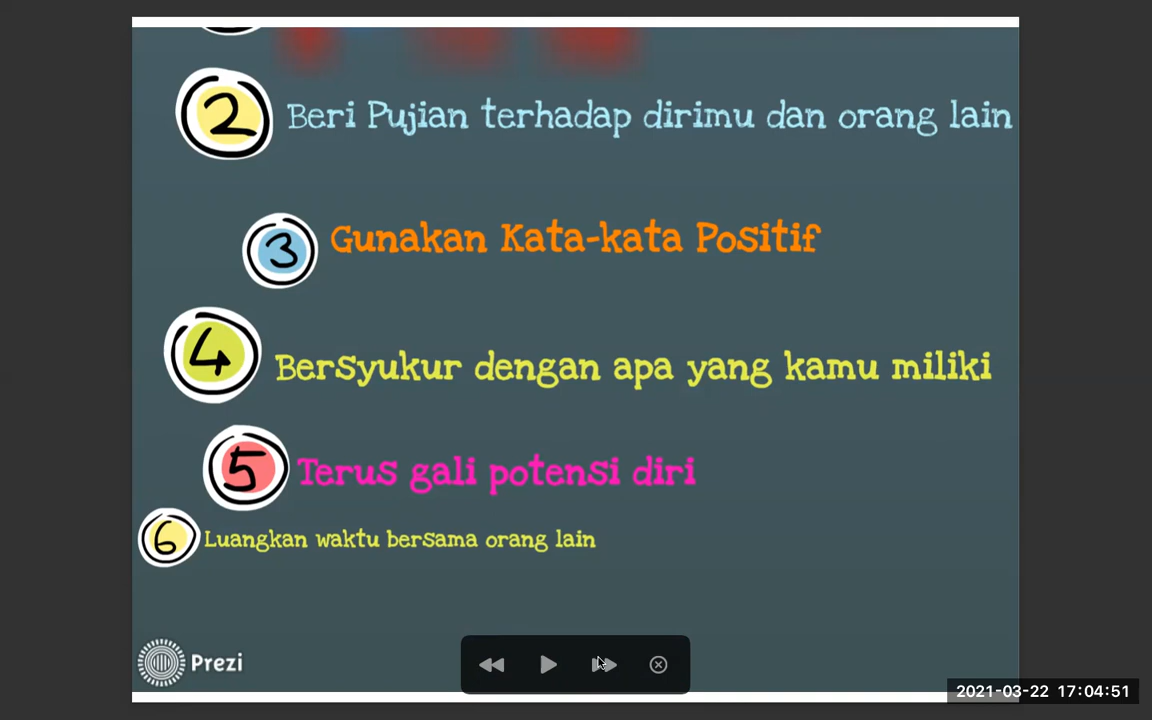 2 Beri Pujian terhadap dirimu dan orang lain
3 Gunakan Kata-kata Positif
4 Bersyukur dengan apa yang kamu miliki
5 Terus gali potensi diri
6 Luangkan waktu bersama orang lain
Prezi
2021-03-22 17:04:51